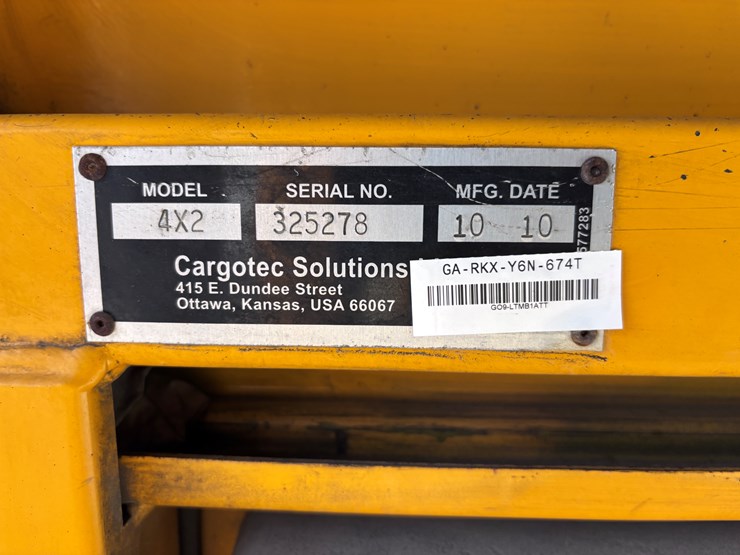 MODEL SERIAL NO. MFG. DATE
4X2 325278 10 10
577283
Cargotec Solutions
415 E. Dundee Street
Ottawa, Kansas, USA 66067
GA-RKX-Y6N-674T
GO9-LTMB1ATT